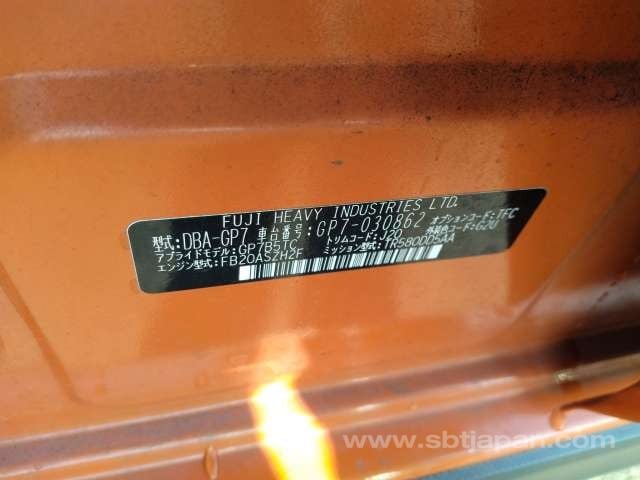 FUJI HEAVY INDUSTRIES LTD.
型式: DBA-GP7 車台番号: GP7-030862 オプションコード: TFC
アプライドモデル: GP7B5TC トリムコード: J20 外装色コード: G2U
エンジン型式: FB20ASZH2F ミッション型式: TR580DD5AA
www.sbtjapan.com